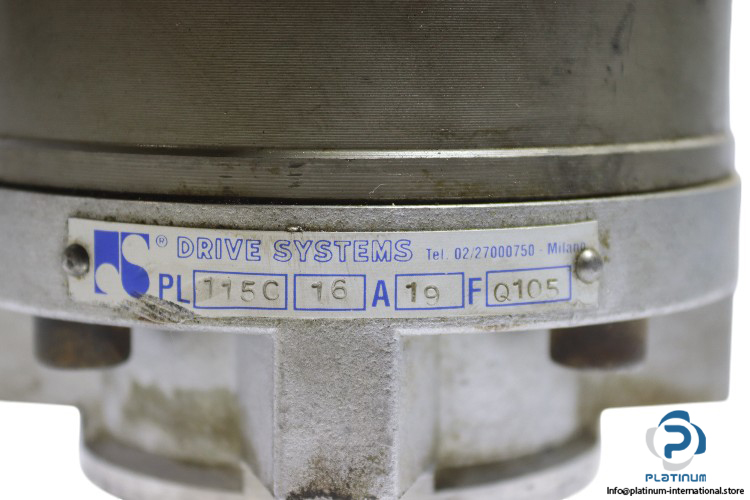 ® DRIVE SYSTEMS Tel. 02/27000750 - Milano
PL 115C 16 A 19 F Q105
PLATINUM
info@platinum-international.store